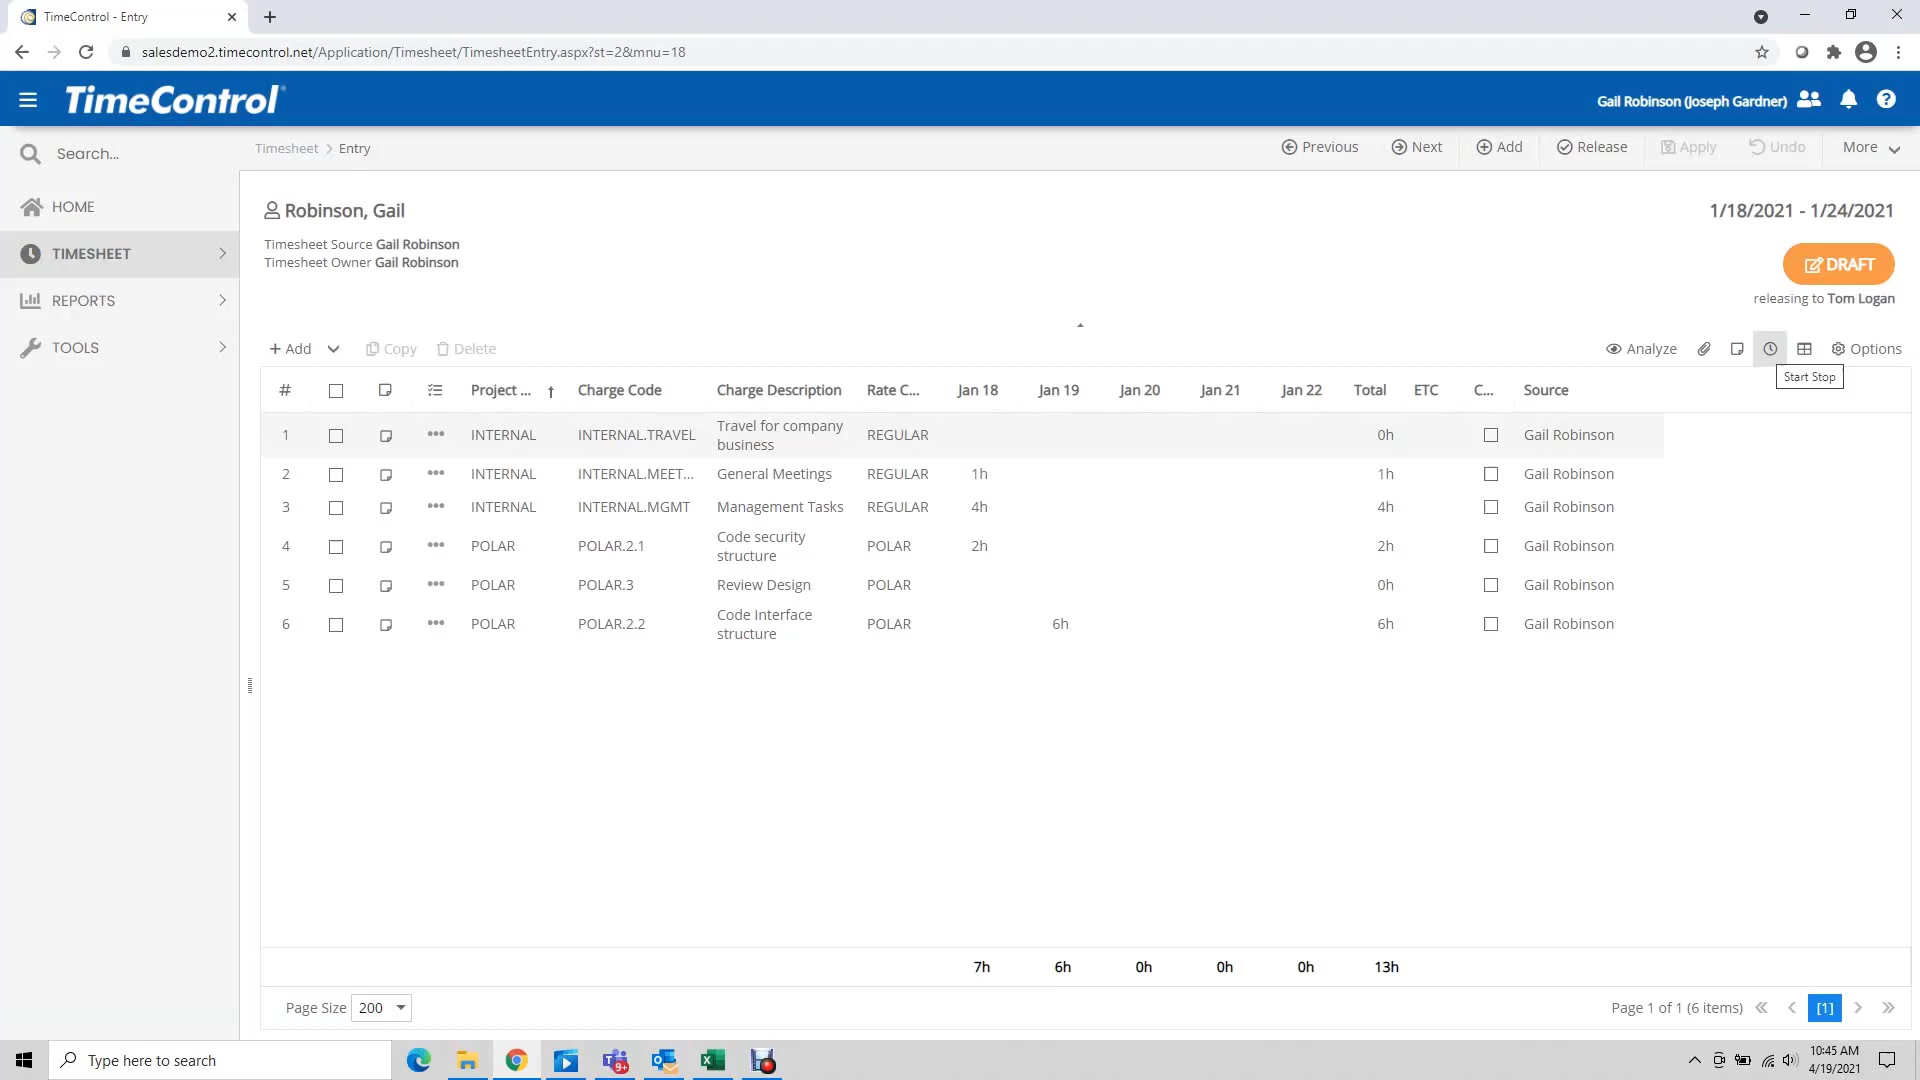 TimeControl - Entry
salesdemo2.timecontrol.net/Application/Timesheet/TimesheetEntry.aspx?st=2&mnu=18
TimeControl
Gail Robinson (Joseph Gardner)
Search...
Timesheet > Entry
Previous Next Add Release Apply Undo More
HOME
TIMESHEET
REPORTS
TOOLS
Robinson, Gail
1/18/2021 - 1/24/2021
Timesheet Source Gail Robinson
Timesheet Owner Gail Robinson
DRAFT
releasing to Tom Logan
+ Add Copy Delete Analyze Options
Start Stop
# Project ... ↑ Charge Code Charge Description Rate C... Jan 18 Jan 19 Jan 20 Jan 21 Jan 22 Total ETC C... Source
1 ••• INTERNAL INTERNAL.TRAVEL Travel for company business REGULAR 0h Gail Robinson
2 ••• INTERNAL INTERNAL.MEET... General Meetings REGULAR 1h 1h Gail Robinson
3 ••• INTERNAL INTERNAL.MGMT Management Tasks REGULAR 4h 4h Gail Robinson
4 ••• POLAR POLAR.2.1 Code security structure POLAR 2h 2h Gail Robinson
5 ••• POLAR POLAR.3 Review Design POLAR 0h Gail Robinson
6 ••• POLAR POLAR.2.2 Code Interface structure POLAR 6h 6h Gail Robinson
7h 6h 0h 0h 0h 13h
Page Size 200
Page 1 of 1 (6 items) [1]
Type here to search
9+
10:45 AM
4/19/2021